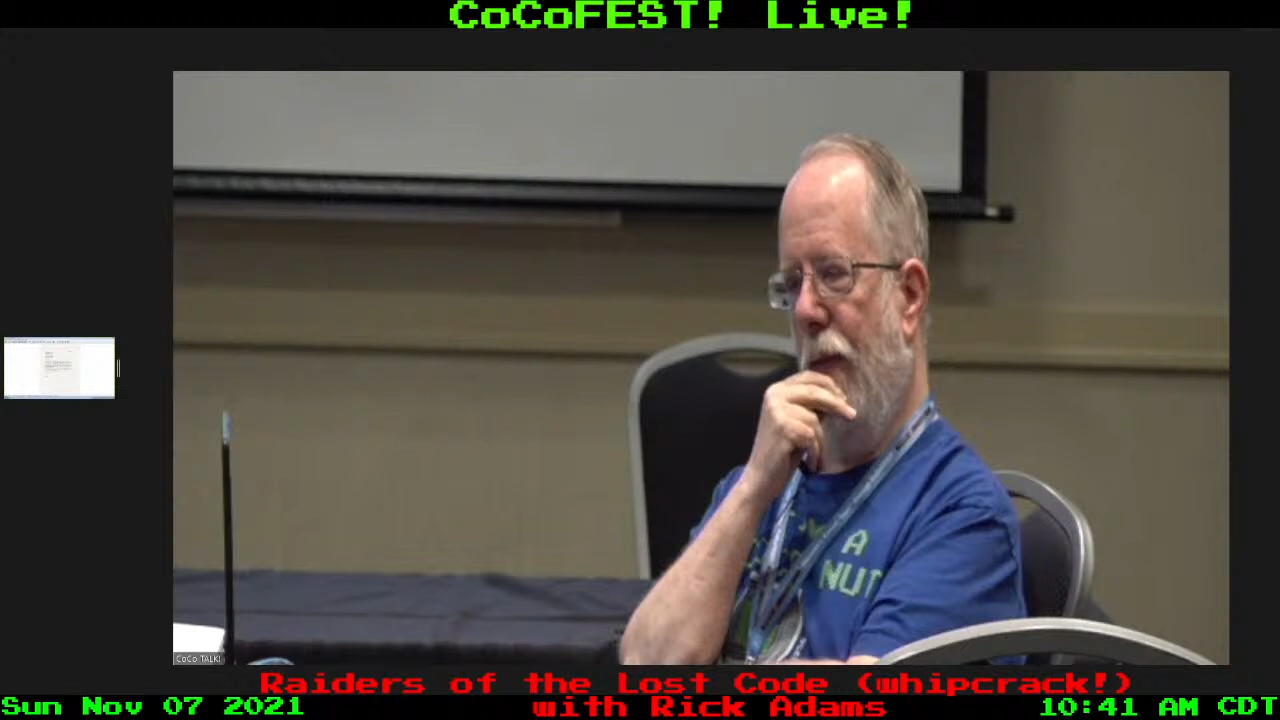 CoCoFEST! Live!
A
NUT
CoCo TALK!
Raiders of the Lost Code (whipcrack!)
with Rick Adams
Sun Nov 07 2021
10:41 AM CDT